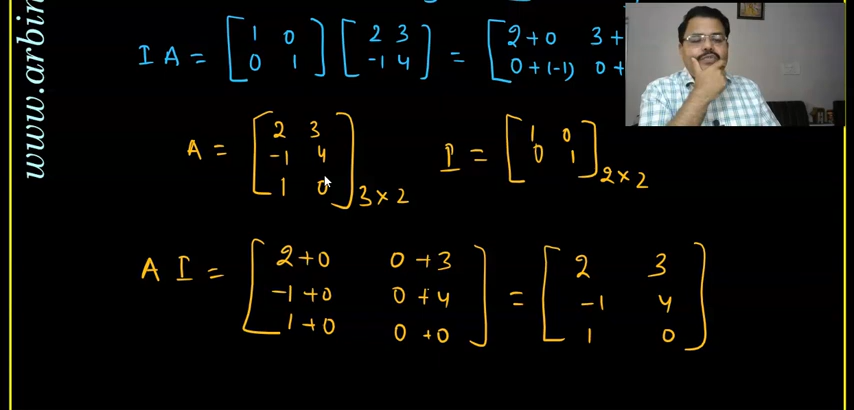 www.arbin
I A = [1 0 0 1] [2 3 -1 4] = [2+0 3+ 0+(-1) 0+
A = [2 3 -1 4 1 0] 3×2 I = [1 0 0 1] 2×2
A I = [2+0 0+3 -1+0 0+4 1+0 0+0] = [2 3 -1 4 1 0]